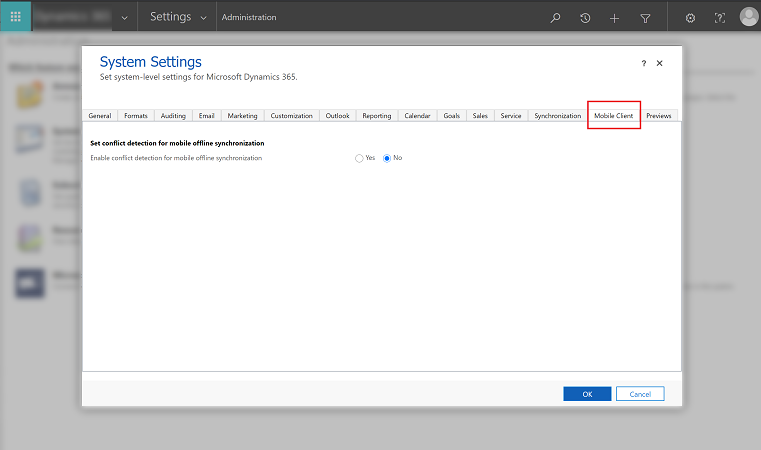 Settings
Administration
System Settings
Set system-level settings for Microsoft Dynamics 365.
General Formats Auditing Email Marketing Customization Outlook Reporting Calendar Goals Sales Service Synchronization Mobile Client Previews
Set conflict detection for mobile offline synchronization
Enable conflict detection for mobile offline synchronization Yes No
OK Cancel